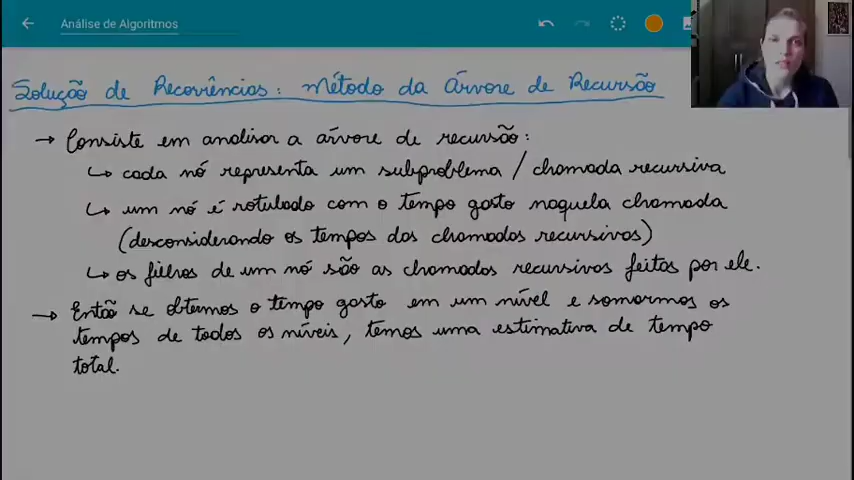 Análise de Algoritmos
Solução de Recorrências: Método da Árvore de Recursão
→ Consiste em analisar a árvore de recursão:
↳ cada nó representa um subproblema / chamada recursiva
↳ um nó é rotulado com o tempo gasto naquela chamada
(desconsiderando os tempos das chamadas recursivas)
↳ os filhos de um nó são as chamadas recursivas feitas por ele.
→ Então se obtermos o tempo gasto em um nível e somarmos os
tempos de todos os níveis, temos uma estimativa de tempo
total.